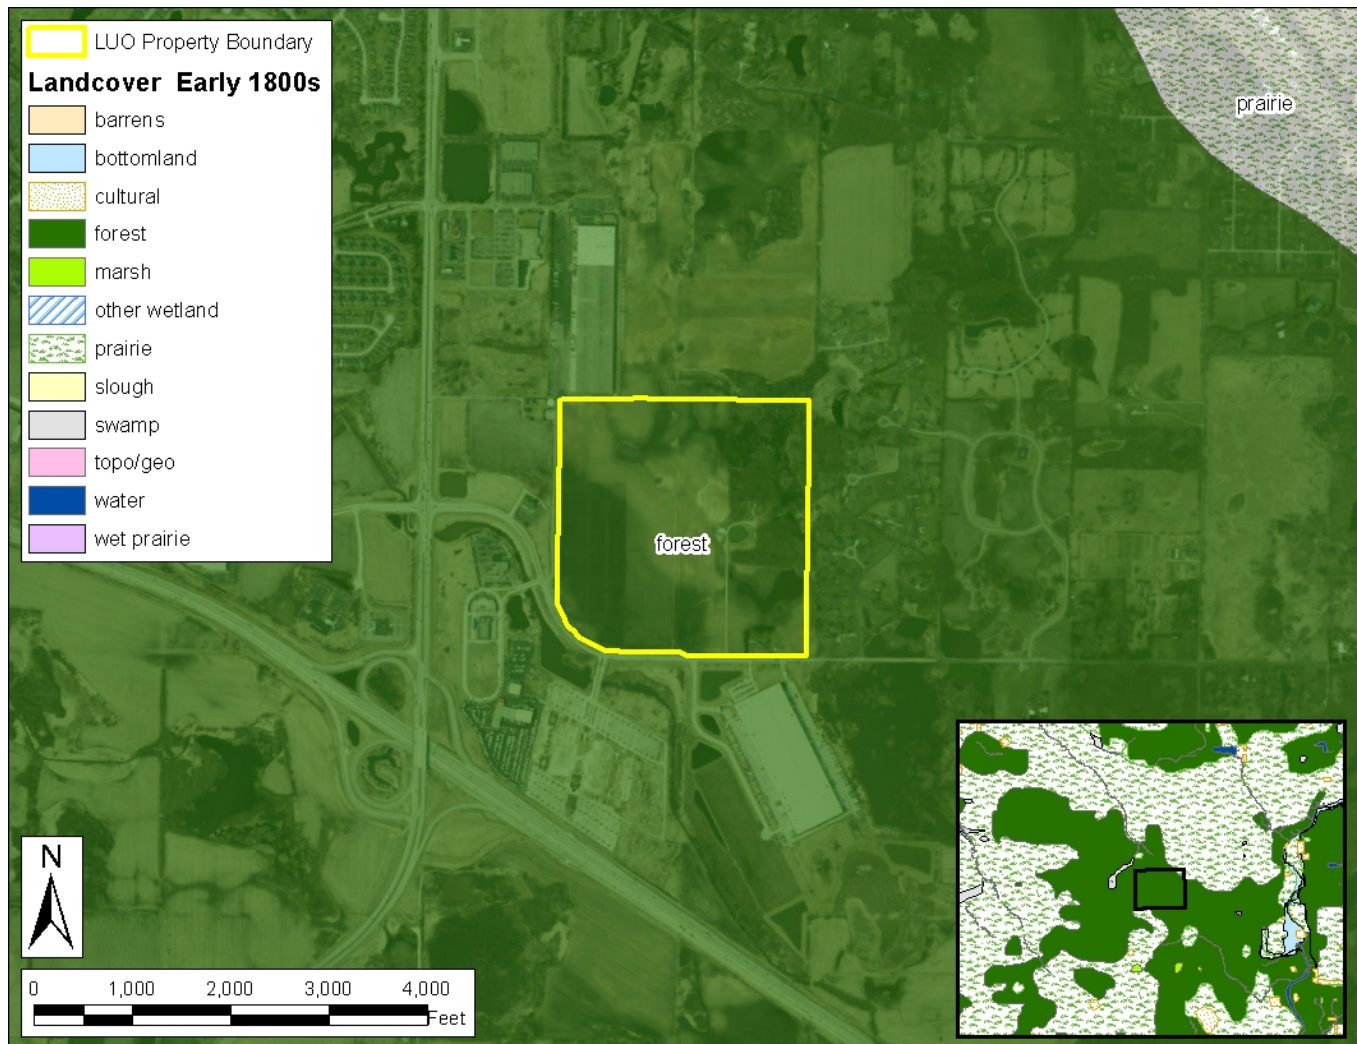 LUO Property Boundary
Landcover Early 1800s
barrens
bottomland
cultural
forest
marsh
other wetland
prairie
slough
swamp
topo/geo
water
wet prairie
prairie
forest
N
0 1,000 2,000 3,000 4,000
Feet